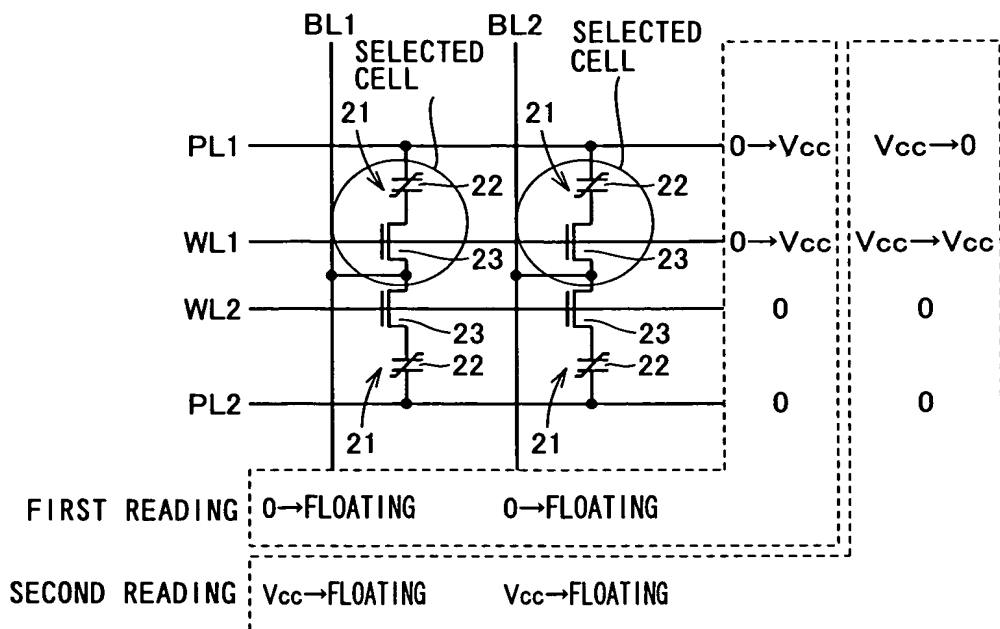 BL1 BL2
SELECTED CELL
SELECTED CELL
21 21
PL1 0→Vcc Vcc→0
22 22
WL1 0→Vcc Vcc→Vcc
23 23
WL2 0 0
23 23
22 22
PL2 0 0
21 21
FIRST READING 0→FLOATING 0→FLOATING
SECOND READING Vcc→FLOATING Vcc→FLOATING